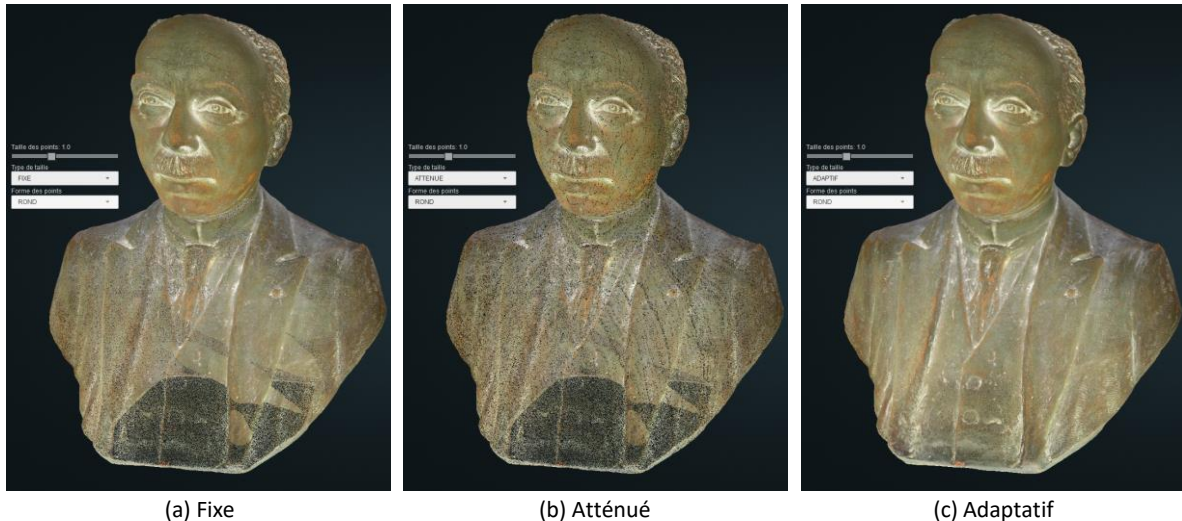 Taille des points: 1.0
Type de taille
FIXE
Forme des points
ROND
Taille des points: 1.0
Type de taille
ATTENUE
Forme des points
ROND
Taille des points: 1.0
Type de taille
ADAPTIF
Forme des points
ROND
(a) Fixe
(b) Atténué
(c) Adaptatif